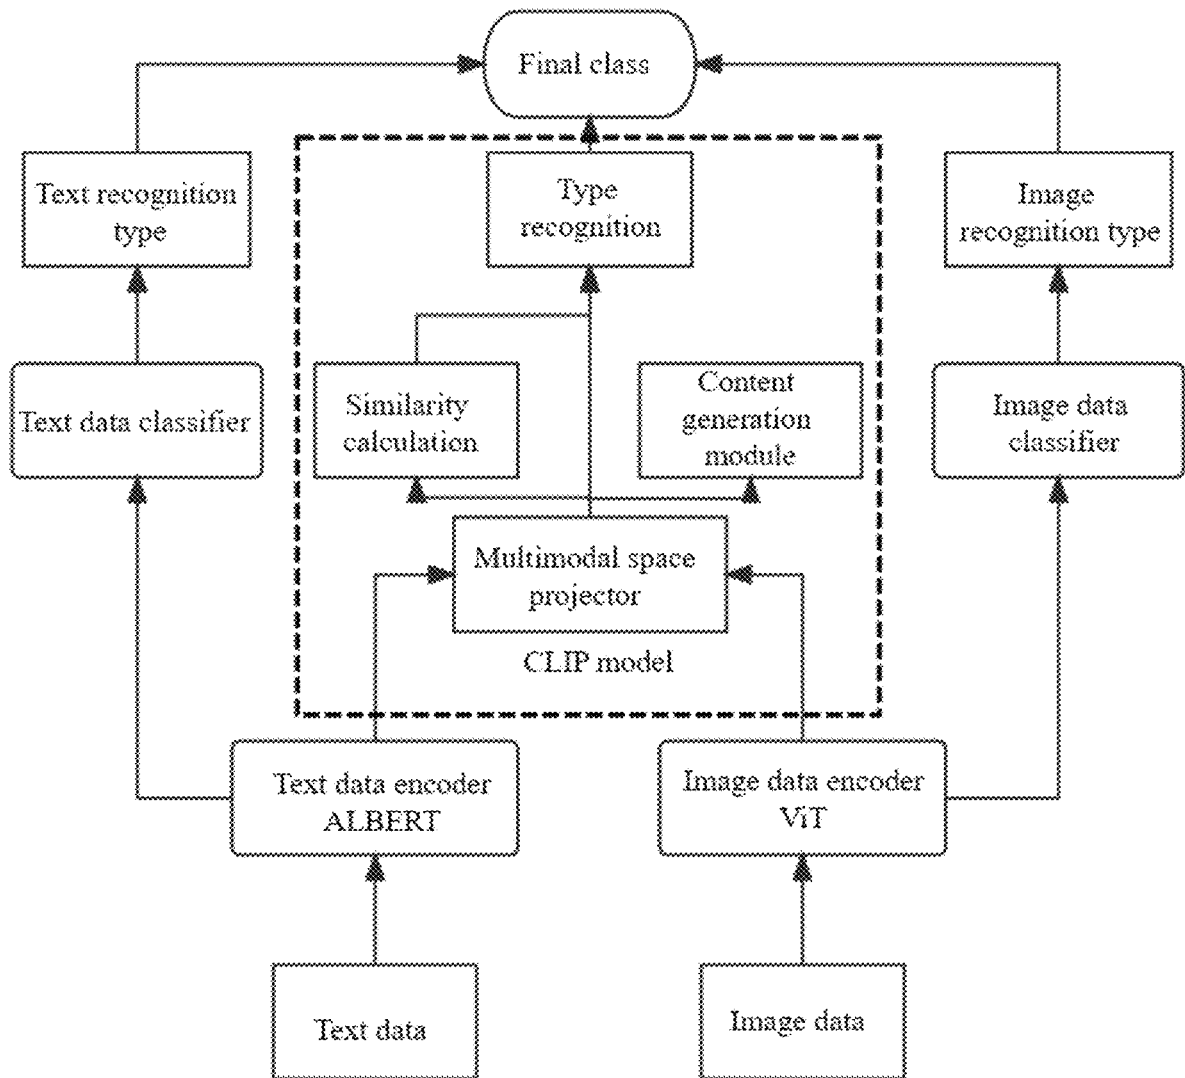 Final class
Text recognition
type
Type
recognition
Image
recognition type
Text data classifier
Similarity
calculation
Content
generation
module
Image data
classifier
Multimodal space
projector
CLIP model
Text data encoder
ALBERT
Image data encoder
ViT
Text data
Image data